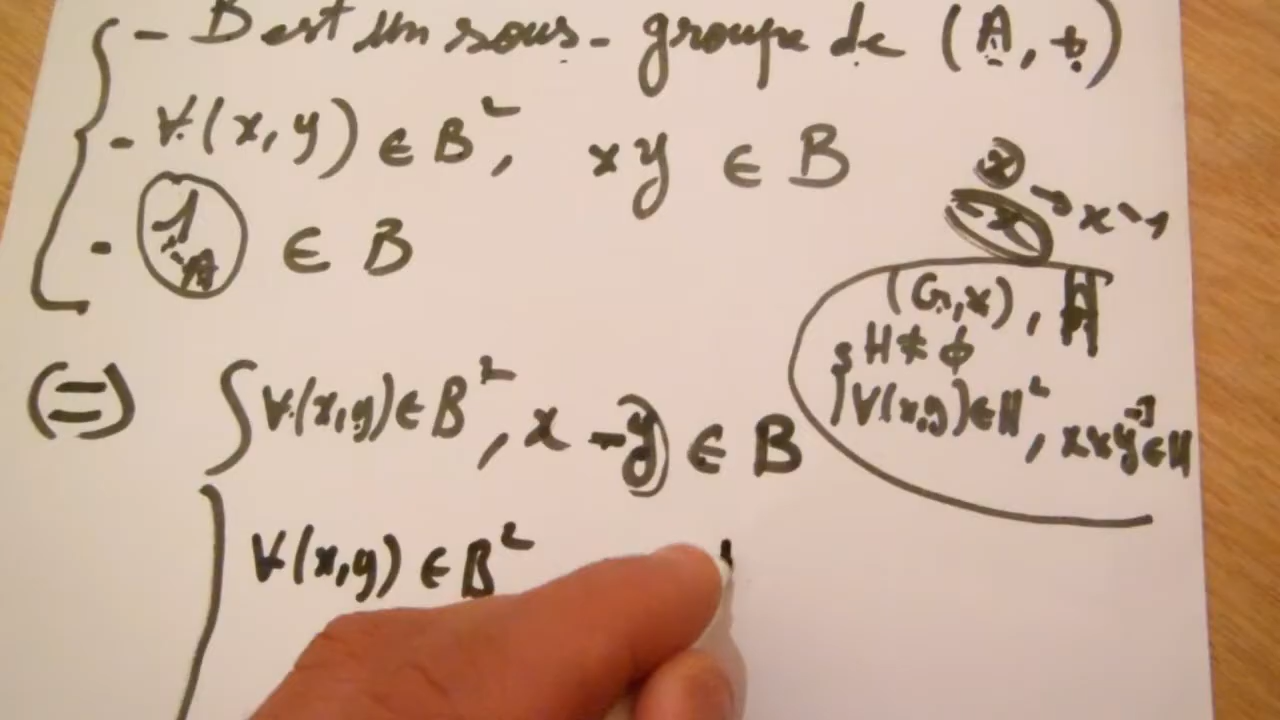 - B est un sous-groupe de (A, +)
- ∀(x,y) ∈ B², xy ∈ B
- 1_A ∈ B
x
-x → x^-1
(G,*), H
H ≠ ϕ
∀(x,y) ∈ H², x*y^-1 ∈ H
(=) ∀(x,y) ∈ B², x-y ∈ B
∀(x,y) ∈ B²